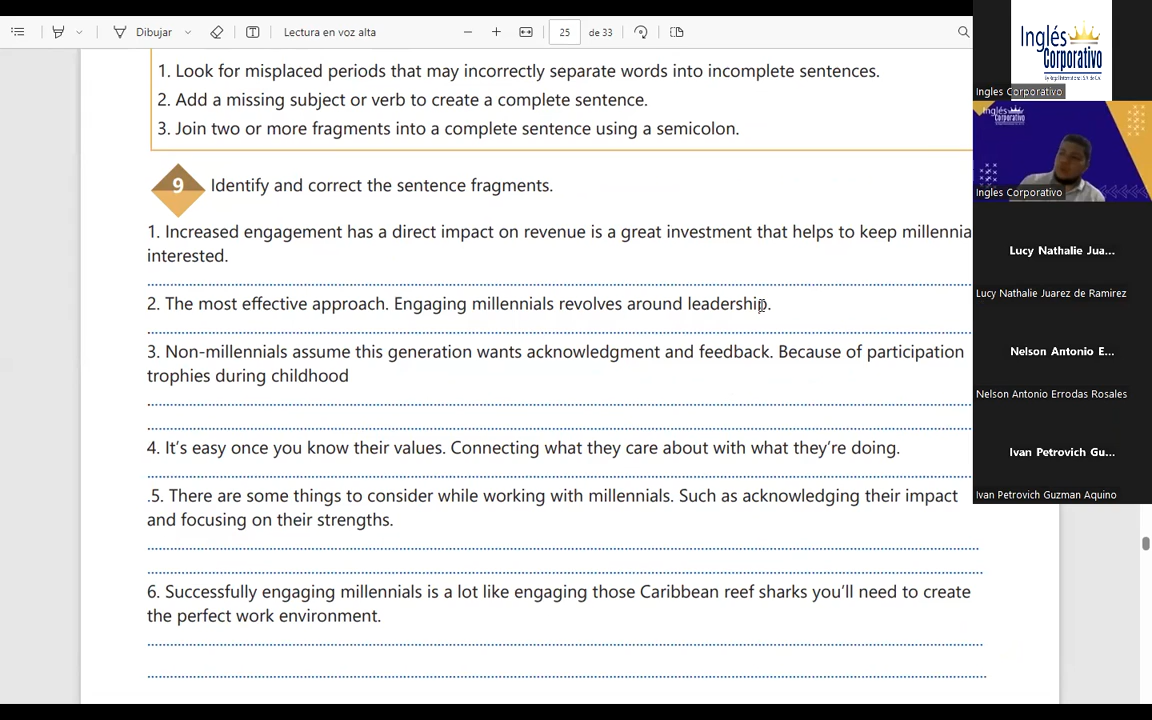 Dibujar
Lectura en voz alta
25
de 33
1. Look for misplaced periods that may incorrectly separate words into incomplete sentences.
2. Add a missing subject or verb to create a complete sentence.
3. Join two or more fragments into a complete sentence using a semicolon.
9
Identify and correct the sentence fragments.
1. Increased engagement has a direct impact on revenue is a great investment that helps to keep millennia
interested.
2. The most effective approach. Engaging millennials revolves around leadership.
3. Non-millennials assume this generation wants acknowledgment and feedback. Because of participation
trophies during childhood
4. It’s easy once you know their values. Connecting what they care about with what they’re doing.
.5. There are some things to consider while working with millennials. Such as acknowledging their impact
and focusing on their strengths.
6. Successfully engaging millennials is a lot like engaging those Caribbean reef sharks you’ll need to create
the perfect work environment.
Inglés
Corporativo
Ingles Corporativo
Inglés
Corporativo
Ingles Corporativo
Lucy Nathalie Jua...
Lucy Nathalie Juarez de Ramirez
Nelson Antonio E...
Nelson Antonio Errodas Rosales
Ivan Petrovich Gu...
Ivan Petrovich Guzman Aquino